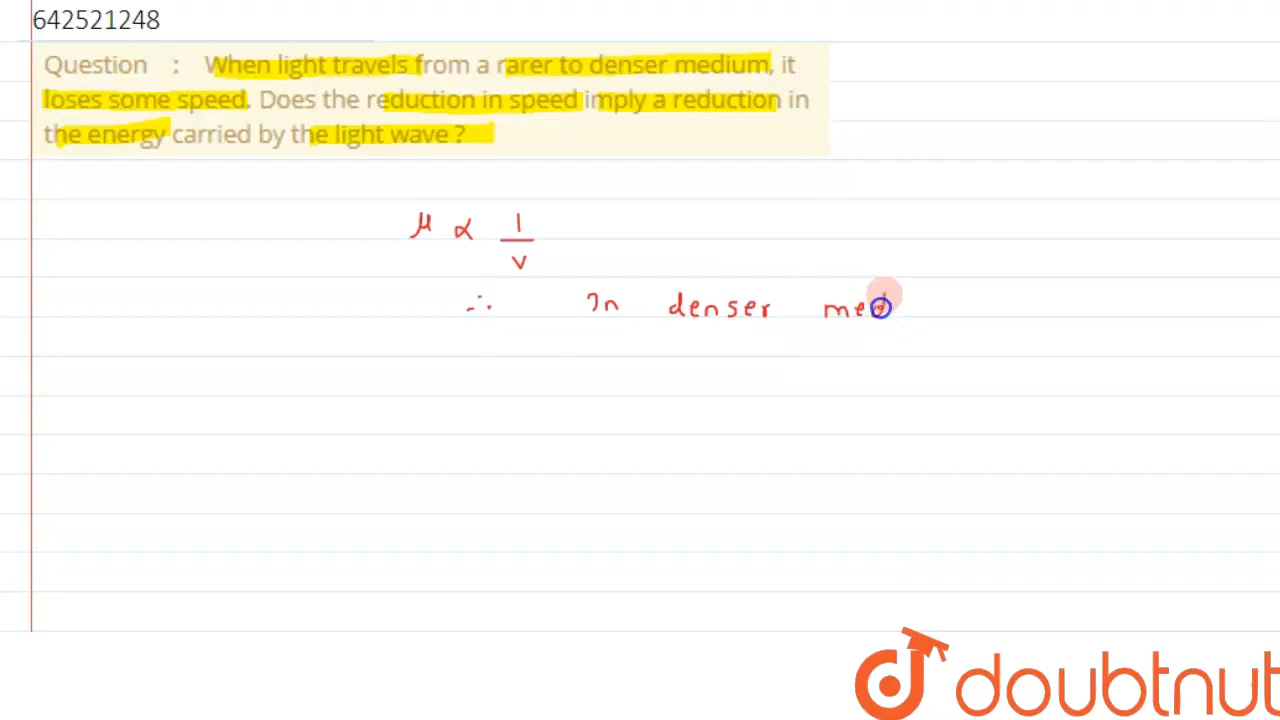 642521248
Question : When light travels from a rarer to denser medium, it
loses some speed. Does the reduction in speed imply a reduction in
the energy carried by the light wave ?
μ ∝ 1/v
∴ In denser med
doubtnut